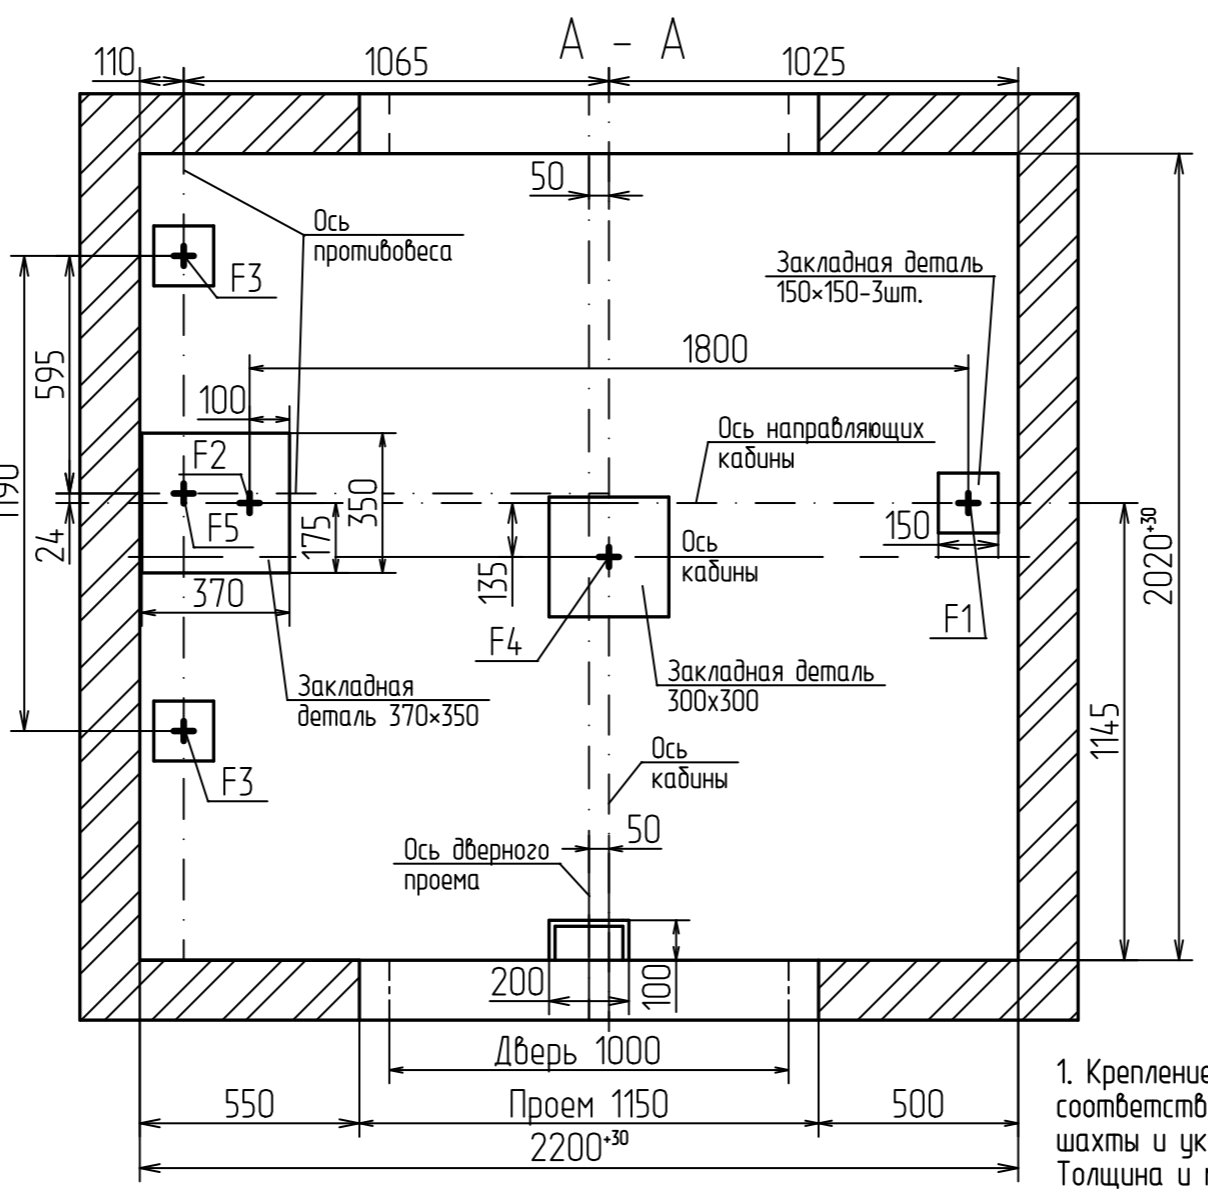 А - А
110
1065
1025
50
Ось
противовеса
F3
Закладная деталь
150×150-3шт.
595
1800
100
Ось направляющих
кабины
F2
350
1190
F5
175
24
135
Ось
кабины
150
2020+30
370
F4
F1
Закладная
деталь 370×350
Закладная деталь
300х300
1145
Ось
кабины
F3
50
Ось дверного
проема
200
100
Дверь 1000
550
Проем 1150
500
2200+30
1. Крепление
соответств
шахты и ук
Толщина и